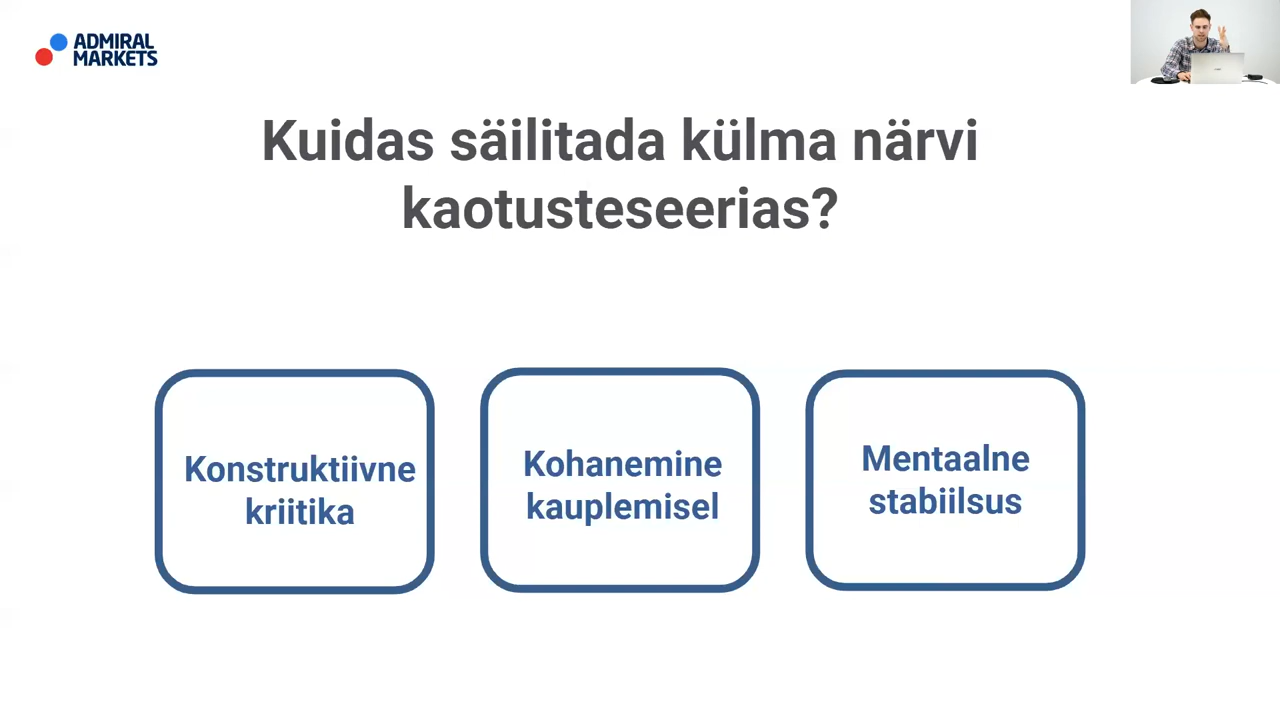 ADMIRAL
MARKETS
Kuidas säilitada külma närvi
kaotusteseerias?
Konstruktiivne
kriitika
Kohanemine
kauplemisel
Mentaalne
stabiilsus